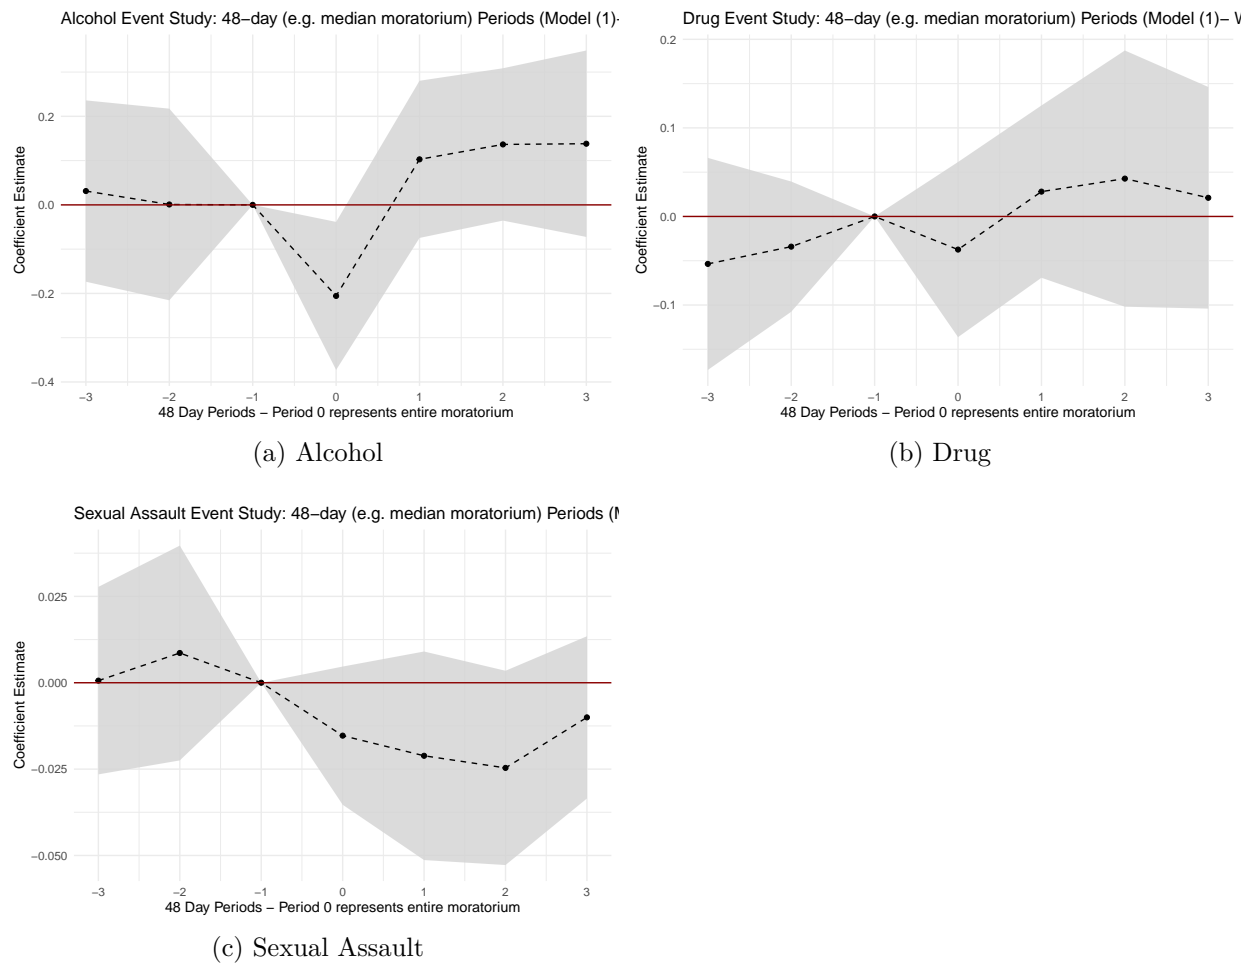 Alcohol Event Study: 48−day (e.g. median moratorium) Periods (Model (1)-
Coefficient Estimate
0.2
0.0
−0.2
−0.4
−3 −2 −1 0 1 2 3
48 Day Periods − Period 0 represents entire moratorium
(a) Alcohol
Drug Event Study: 48−day (e.g. median moratorium) Periods (Model (1)− W
Coefficient Estimate
0.2
0.1
0.0
−0.1
−3 −2 −1 0 1 2 3
48 Day Periods − Period 0 represents entire moratorium
(b) Drug
Sexual Assault Event Study: 48−day (e.g. median moratorium) Periods (M
Coefficient Estimate
0.025
0.000
−0.025
−0.050
−3 −2 −1 0 1 2 3
48 Day Periods − Period 0 represents entire moratorium
(c) Sexual Assault